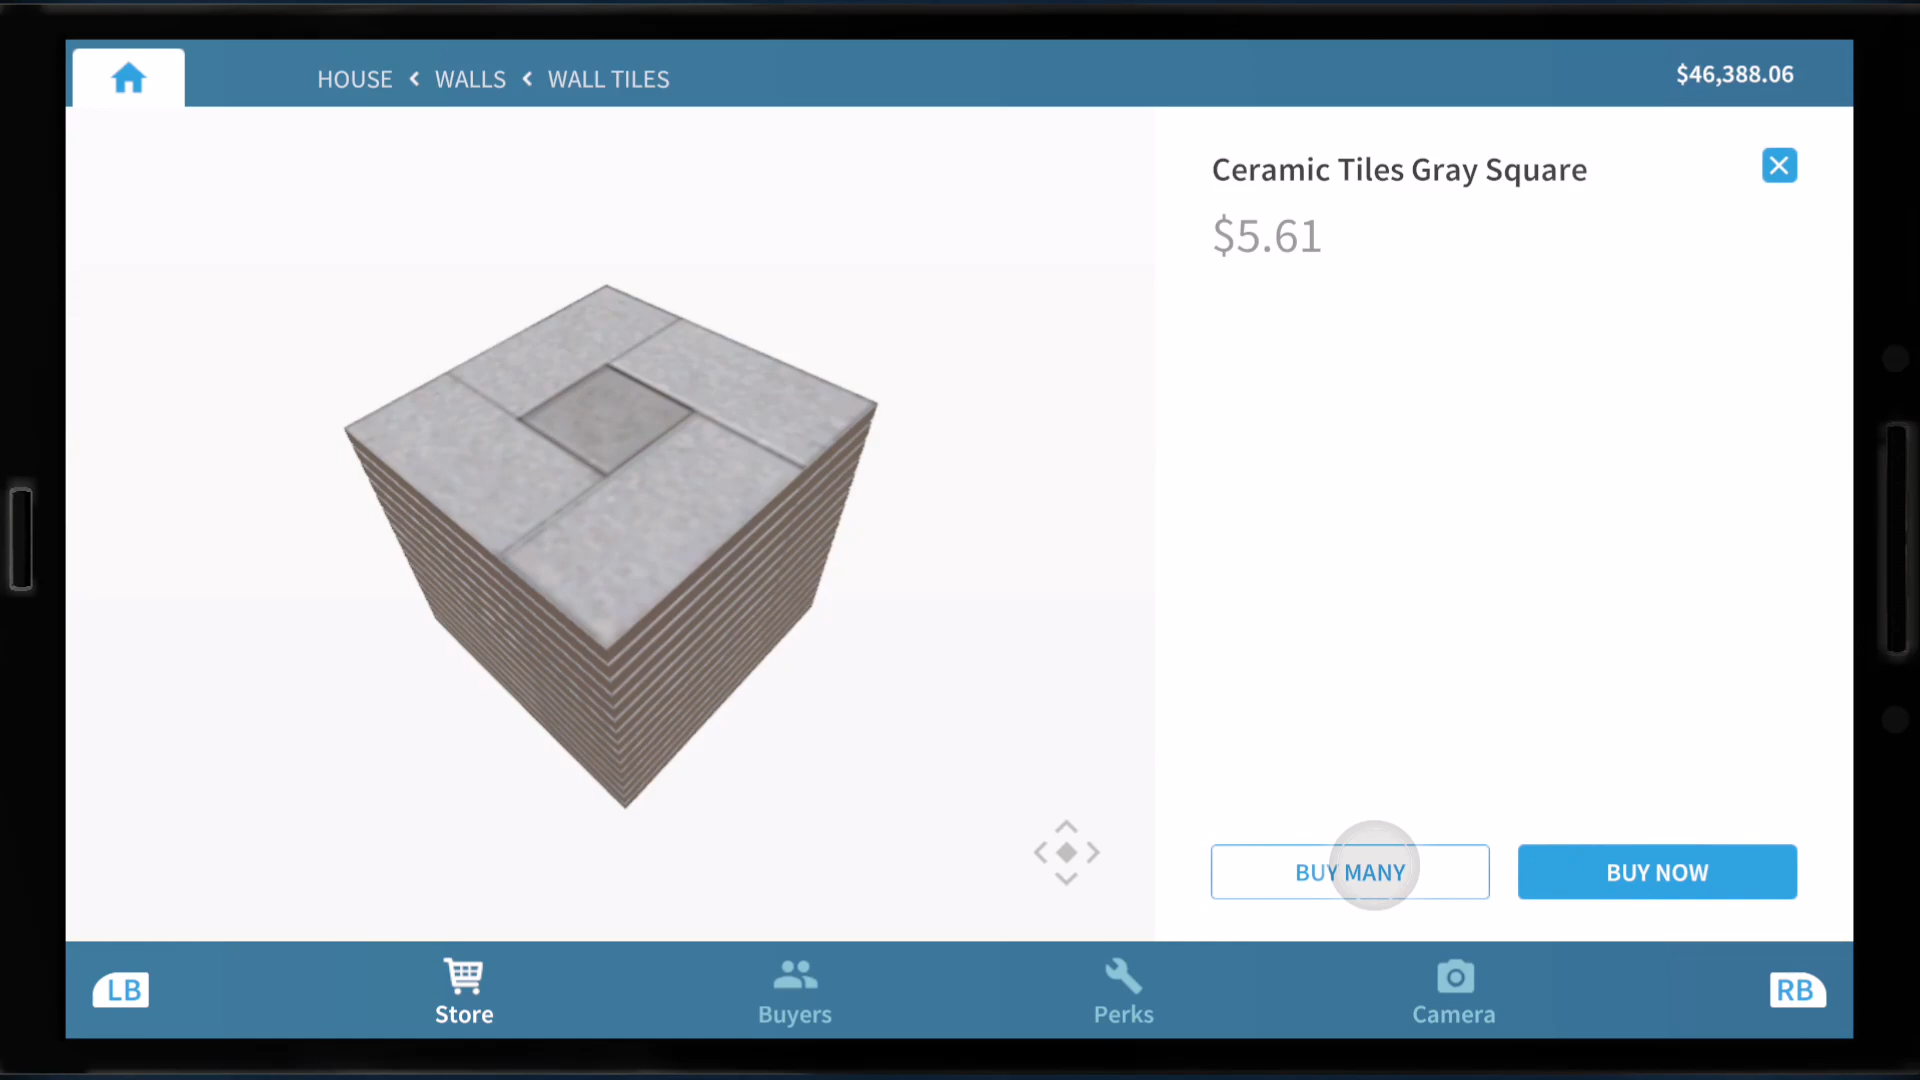 HOUSE < WALLS < WALL TILES
$46,388.06
Ceramic Tiles Gray Square
$5.61
BUY MANY
BUY NOW
LB
Store
Buyers
Perks
Camera
RB